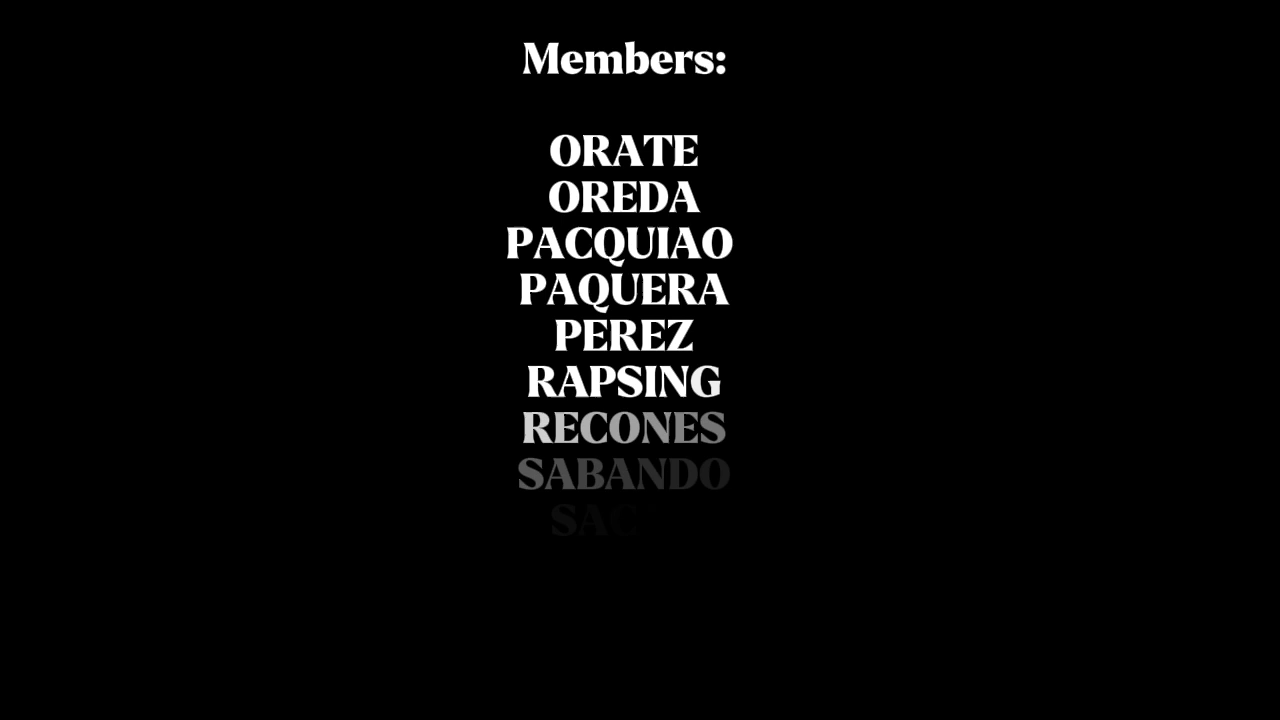 Members:
ORATE
OREDA
PACQUIAO
PAQUERA
PEREZ
RAPSING
RECONES
SABANDO